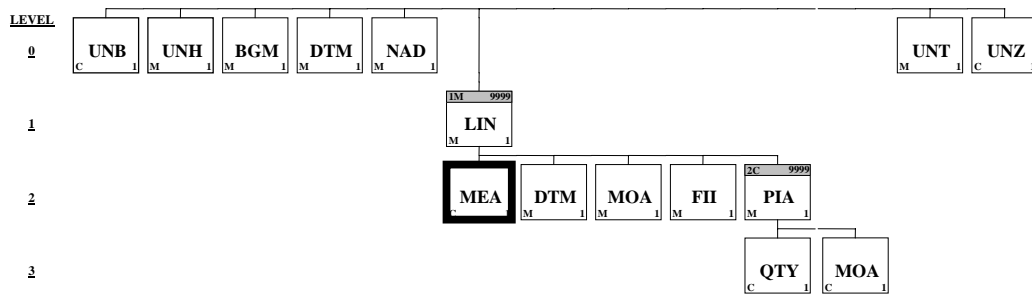 LEVEL
0
UNB
C 1
UNH
M 1
BGM
M 1
DTM
M 1
NAD
M 1
UNT
M 1
UNZ
C
1
1M 9999
LIN
M 1
2
MEA
DTM
M 1
MOA
M 1
FII
M 1
2C 9999
PIA
M 1
3
QTY
C 1
MOA
C 1